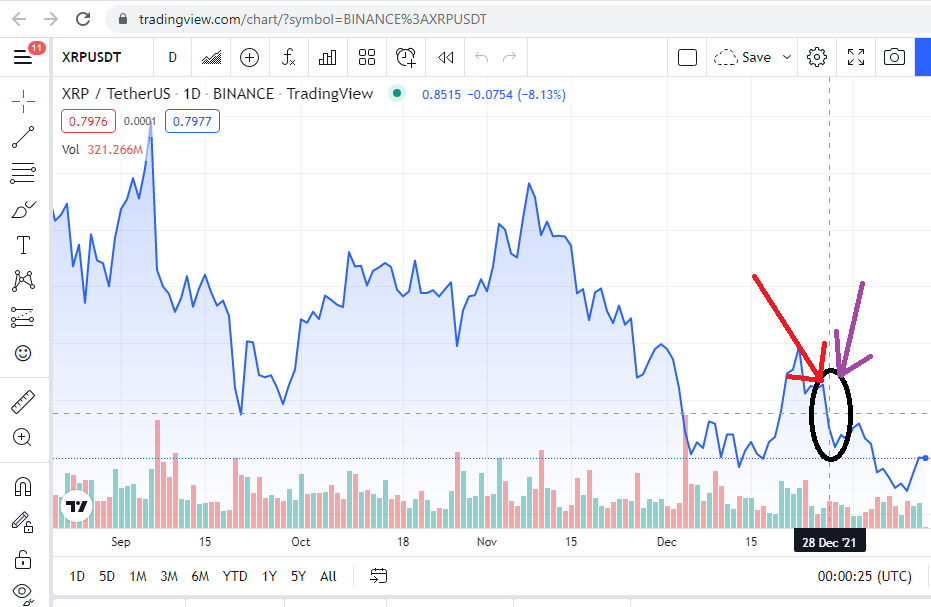 tradingview.com/chart/?symbol=BINANCE%3AXRPUSDT
11
XRPUSDT D Save
XRP / TetherUS · 1D · BINANCE · TradingView 0.8515 −0.0754 (−8.13%)
0.7976 0.0001 0.7977
Vol 321.266M
T
Sep 15 Oct 18 Nov 15 Dec 15 28 Dec '21
1D 5D 1M 3M 6M YTD 1Y 5Y All 00:00:25 (UTC)